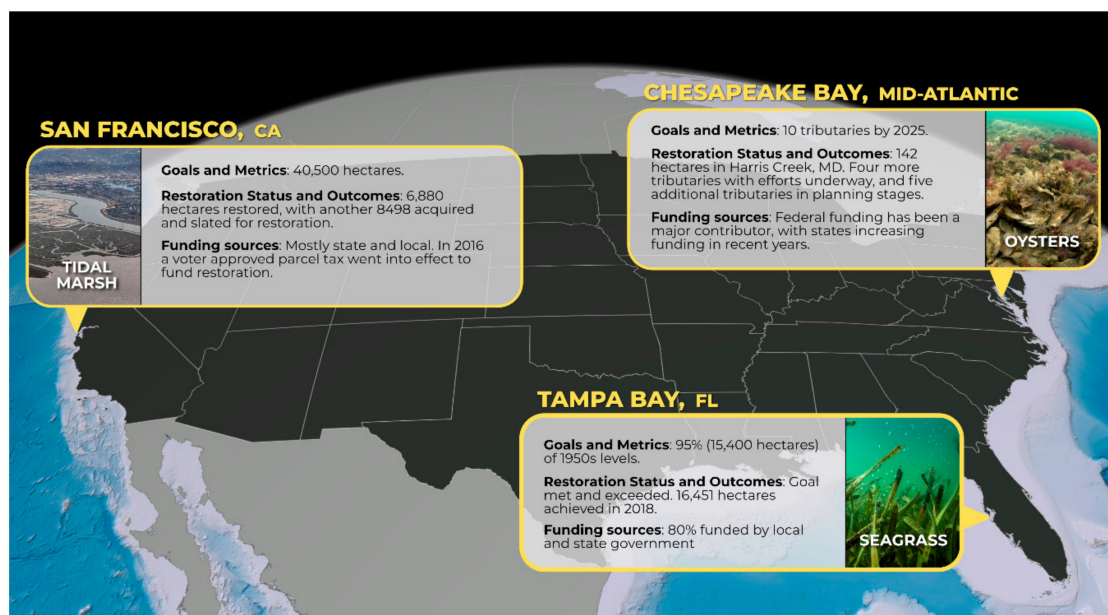 SAN FRANCISCO, CA
Goals and Metrics: 40,500 hectares.
Restoration Status and Outcomes: 6,880
hectares restored, with another 8498 acquired
and slated for restoration.
Funding sources: Mostly state and local. In 2016
a voter approved parcel tax went into effect to
fund restoration.
TIDAL
MARSH
CHESAPEAKE BAY, MID-ATLANTIC
Goals and Metrics: 10 tributaries by 2025.
Restoration Status and Outcomes: 142
hectares in Harris Creek, MD. Four more
tributaries with efforts underway, and five
additional tributaries in planning stages.
Funding sources: Federal funding has been a
major contributor, with states increasing
funding in recent years.
OYSTERS
TAMPA BAY, FL
Goals and Metrics: 95% (15,400 hectares)
of 1950s levels.
Restoration Status and Outcomes: Goal
met and exceeded. 16,451 hectares
achieved in 2018.
Funding sources: 80% funded by local
and state government
SEAGRASS